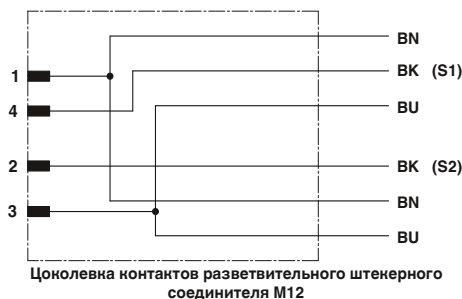 BN
1
BK (S1)
4
BU
2
BK (S2)
BN
3
BU
Цоколевка контактов разветвительного штекерного
соединителя M12